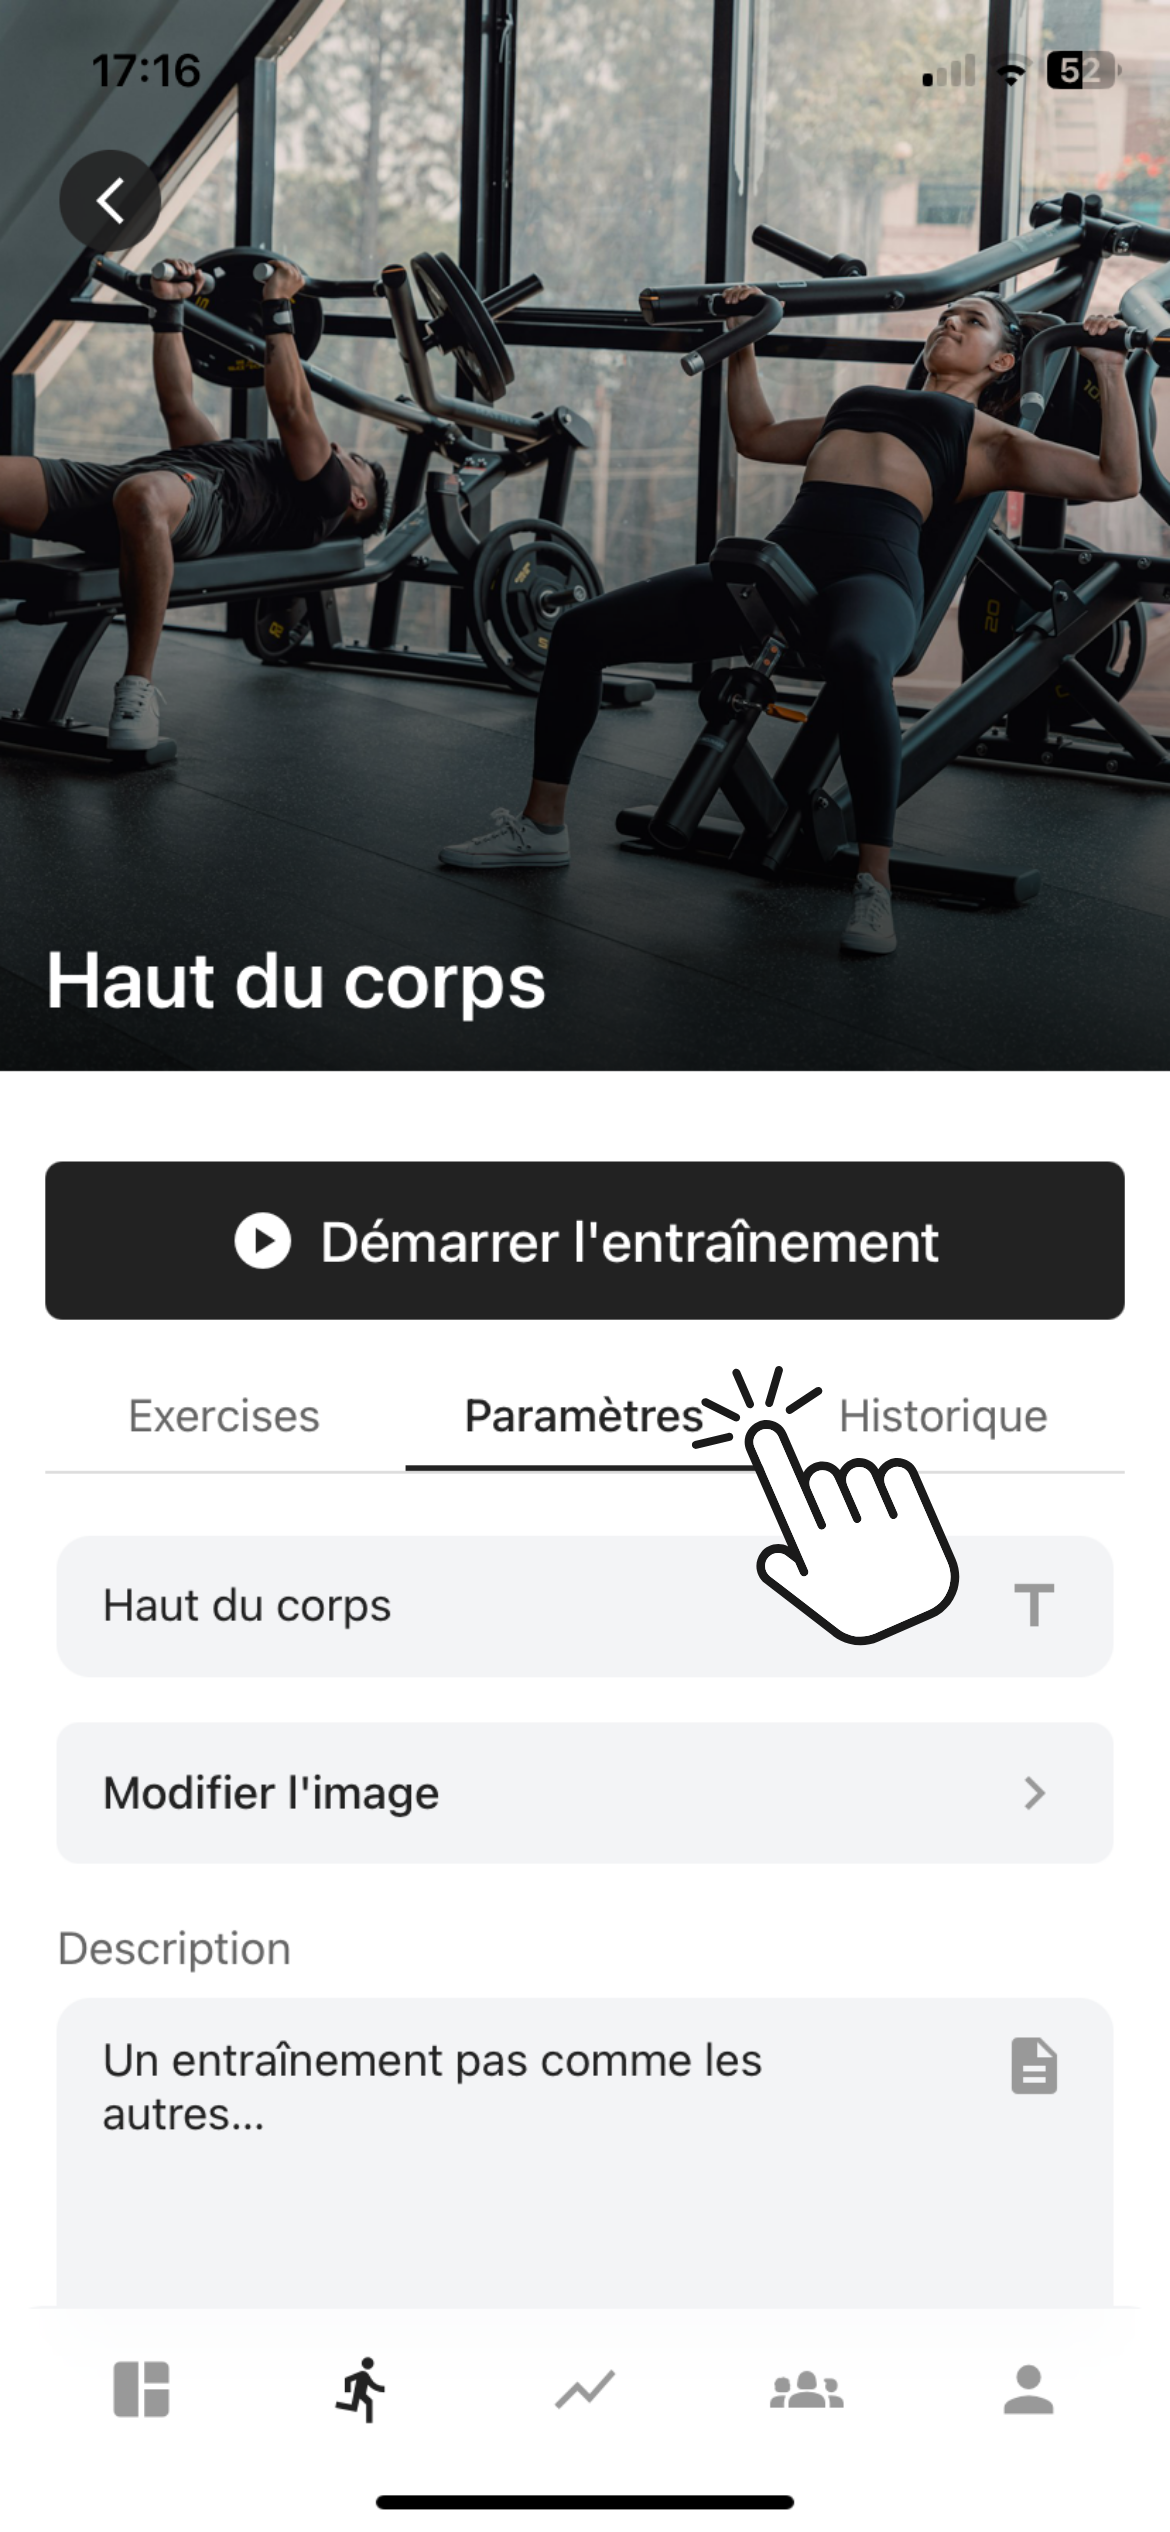 17:16
52
Haut du corps
Démarrer l'entraînement
Exercises
Paramètres
Historique
Haut du corps
T
Modifier l'image
Description
Un entraînement pas comme les
autres...